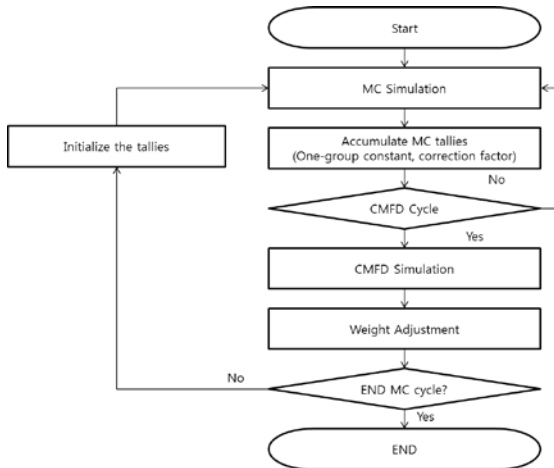 Start
MC Simulation
Initialize the tallies
Accumulate MC tallies
(One-group constant, correction factor)
No
CMFD Cycle
Yes
CMFD Simulation
Weight Adjustment
No
END MC cycle?
Yes
END